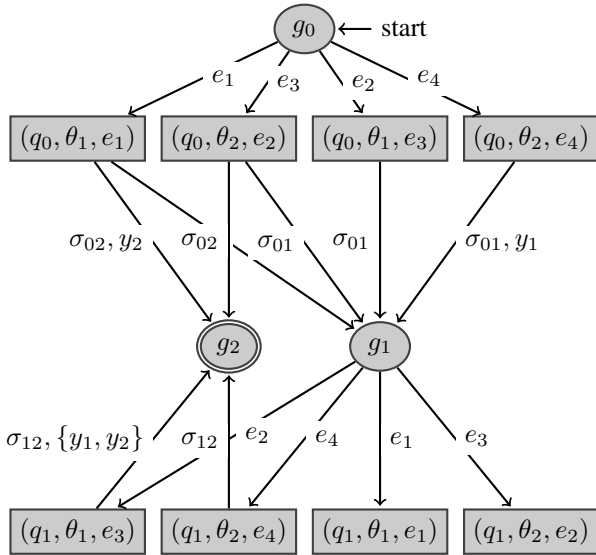 g₀ start
e₁ e₃ e₂ e₄
(q₀, θ₁, e₁) (q₀, θ₂, e₂) (q₀, θ₁, e₃) (q₀, θ₂, e₄)
σ₀₂, y₂ σ₀₂ σ₀₁ σ₀₁ σ₀₁, y₁
g₂ g₁
σ₁₂, {y₁, y₂} σ₁₂ e₂ e₄ e₁ e₃
(q₁, θ₁, e₃) (q₁, θ₂, e₄) (q₁, θ₁, e₁) (q₁, θ₂, e₂)